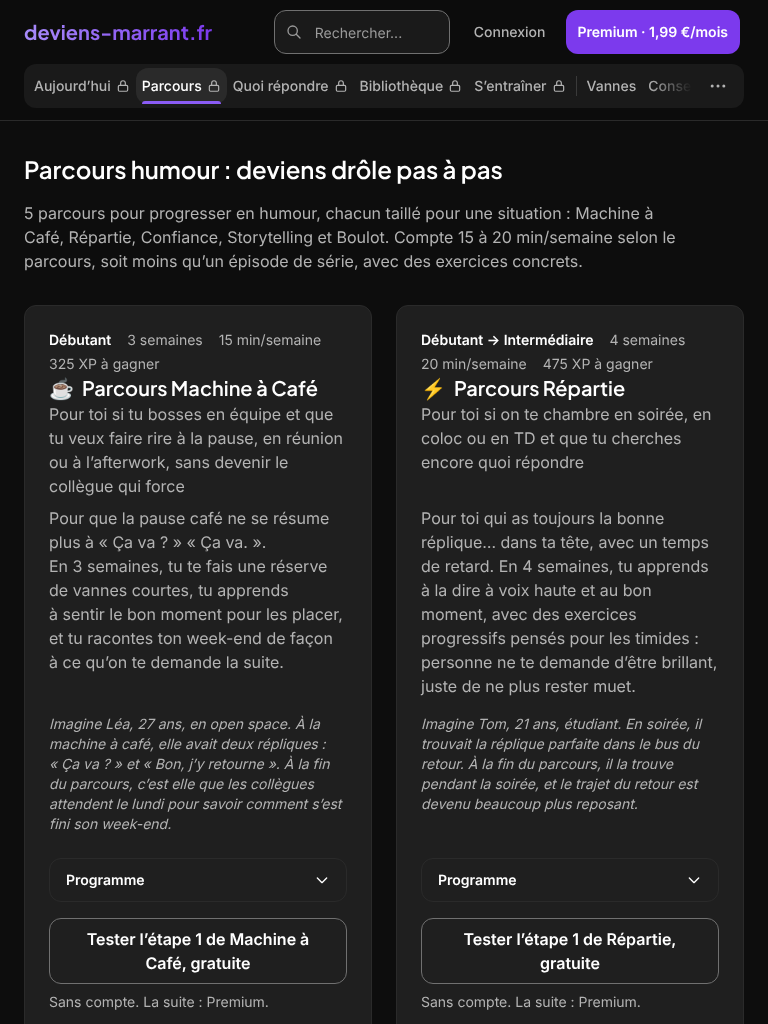 deviens-marrant.fr
Rechercher...
Connexion
Premium · 1,99 €/mois
Aujourd’hui
Parcours
Quoi répondre
Bibliothèque
S’entraîner
Vannes
Parcours humour : deviens drôle pas à pas
5 parcours pour progresser en humour, chacun taillé pour une situation : Machine à
Café, Répartie, Confiance, Storytelling et Boulot. Compte 15 à 20 min/semaine selon le
parcours, soit moins qu’un épisode de série, avec des exercices concrets.
Débutant 3 semaines 15 min/semaine
325 XP à gagner
☕ Parcours Machine à Café
Pour toi si tu bosses en équipe et que
tu veux faire rire à la pause, en réunion
ou à l’afterwork, sans devenir le
collègue qui force
Pour que la pause café ne se résume
plus à « Ça va ? » « Ça va. ».
En 3 semaines, tu te fais une réserve
de vannes courtes, tu apprends
à sentir le bon moment pour les placer,
et tu racontes ton week-end de façon
à ce qu’on te demande la suite.
Imagine Léa, 27 ans, en open space. À la
machine à café, elle avait deux répliques :
« Ça va ? » et « Bon, j’y retourne ». À la fin
du parcours, c’est elle que les collègues
attendent le lundi pour savoir comment s’est
fini son week-end.
Programme
Tester l’étape 1 de Machine à
Café, gratuite
Sans compte. La suite : Premium.
Débutant → Intermédiaire 4 semaines
20 min/semaine 475 XP à gagner
⚡ Parcours Répartie
Pour toi si on te chambre en soirée, en
coloc ou en TD et que tu cherches
encore quoi répondre
Pour toi qui as toujours la bonne
réplique… dans ta tête, avec un temps
de retard. En 4 semaines, tu apprends
à la dire à voix haute et au bon
moment, avec des exercices
progressifs pensés pour les timides :
personne ne te demande d’être brillant,
juste de ne plus rester muet.
Imagine Tom, 21 ans, étudiant. En soirée, il
trouvait la réplique parfaite dans le bus du
retour. À la fin du parcours, il la trouve
pendant la soirée, et le trajet du retour est
devenu beaucoup plus reposant.
Programme
Tester l’étape 1 de Répartie,
gratuite
Sans compte. La suite : Premium.